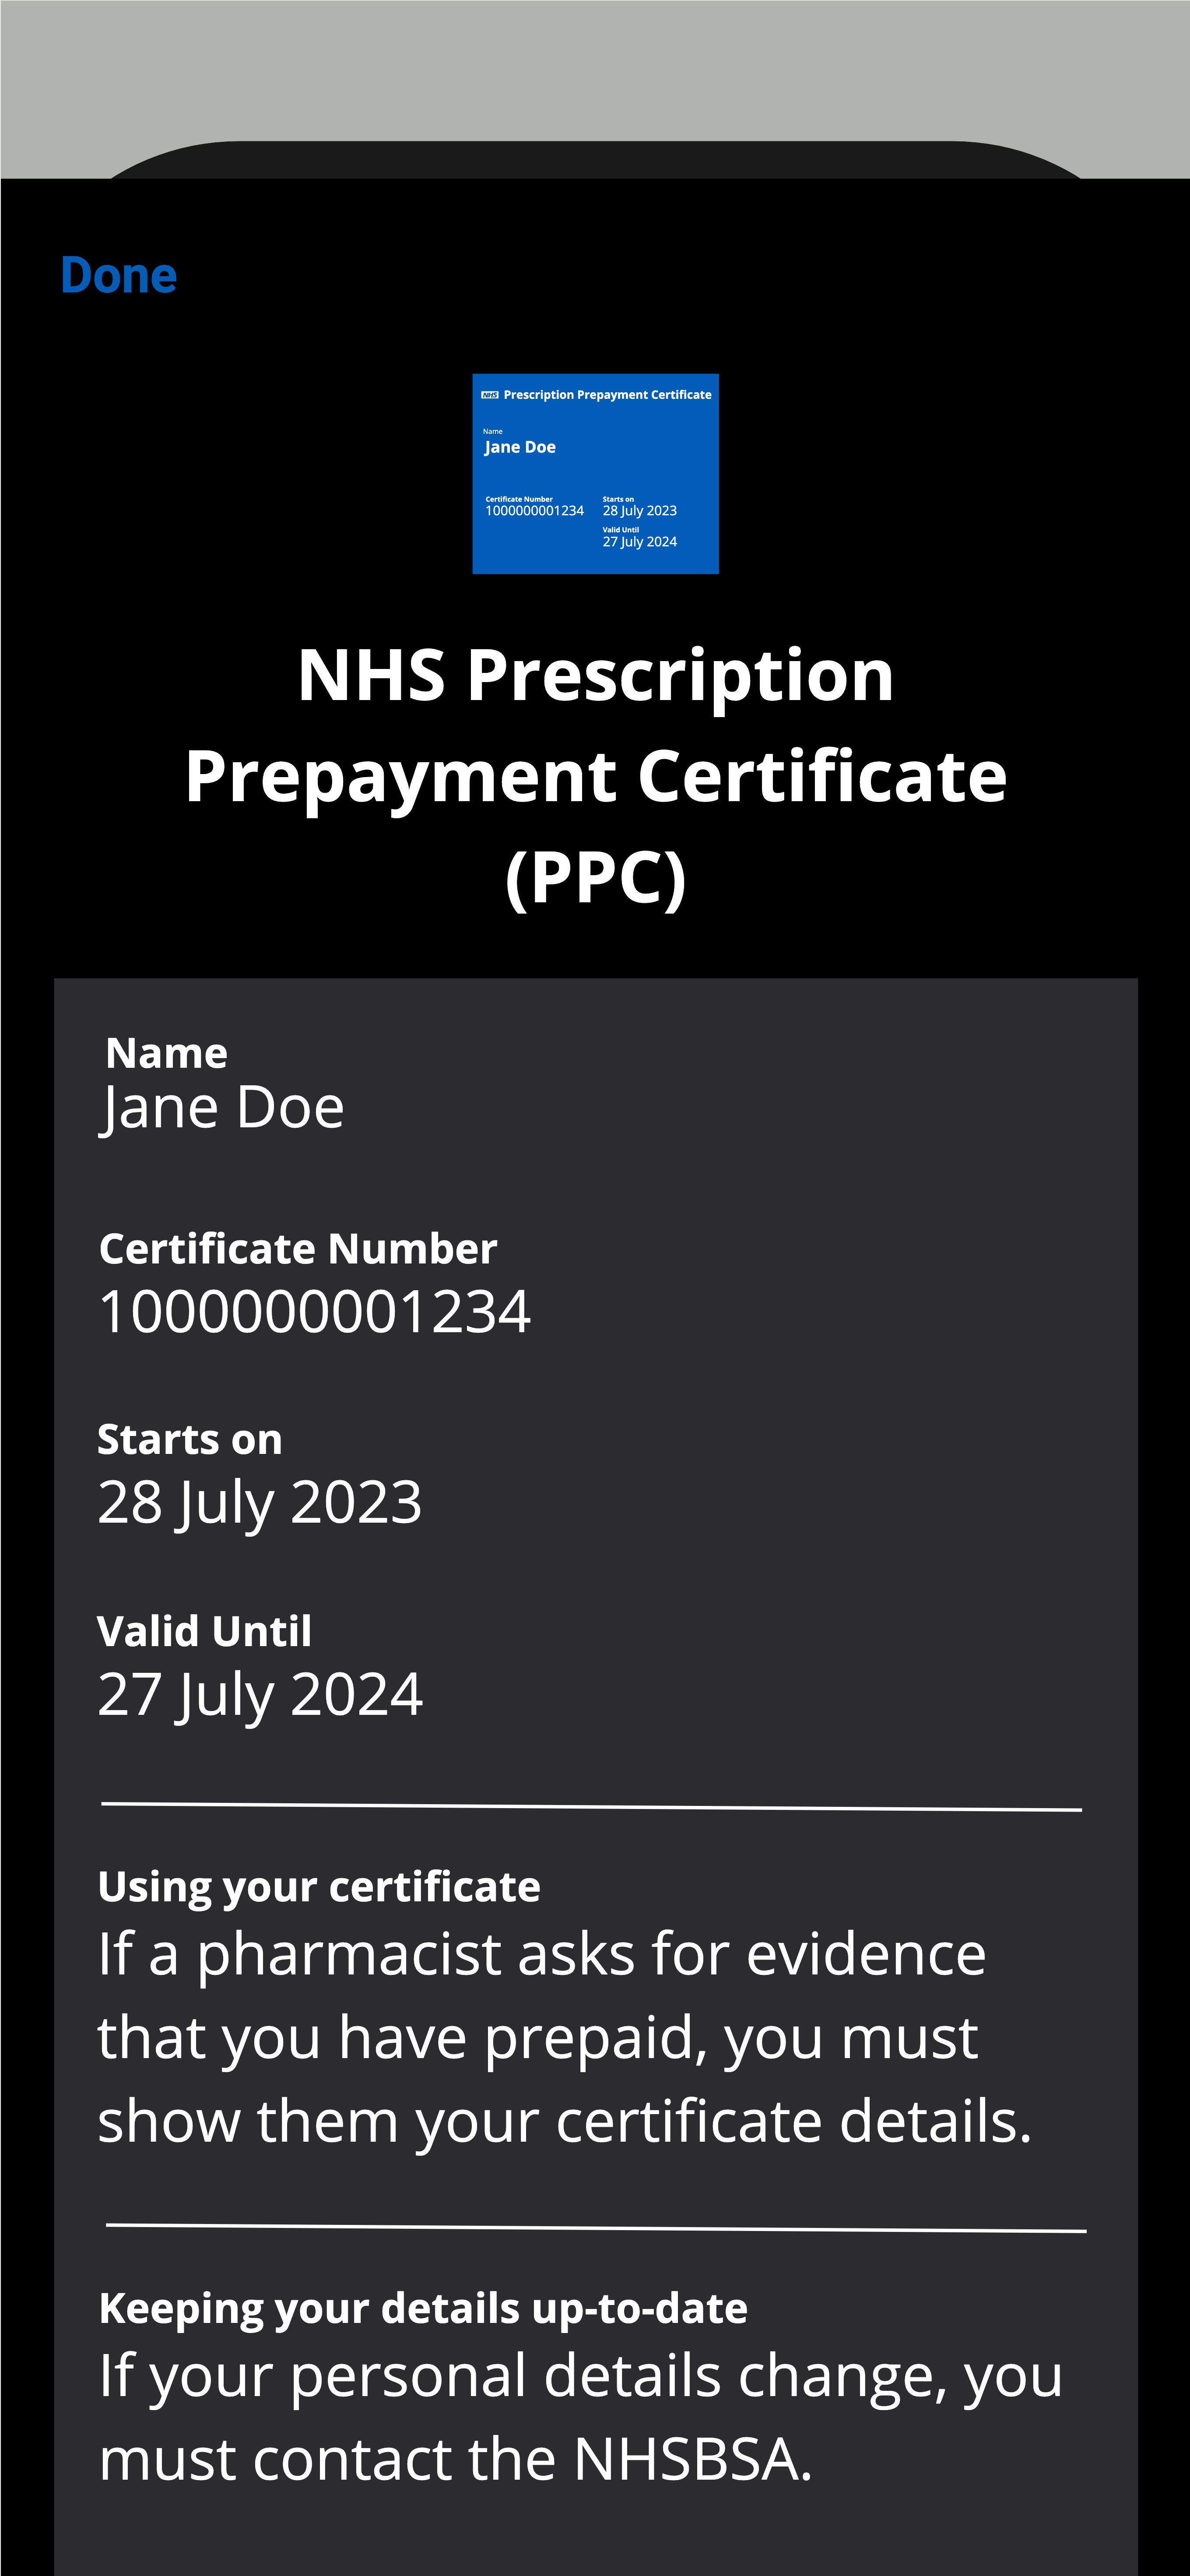 Done
NHS Prescription Prepayment Certificate
Name
Jane Doe
Certificate Number
1000000001234
Starts on
28 July 2023
Valid Until
27 July 2024
NHS Prescription
Prepayment Certificate
(PPC)
Name
Jane Doe
Certificate Number
1000000001234
Starts on
28 July 2023
Valid Until
27 July 2024
Using your certificate
If a pharmacist asks for evidence
that you have prepaid, you must
show them your certificate details.
Keeping your details up-to-date
If your personal details change, you
must contact the NHSBSA.